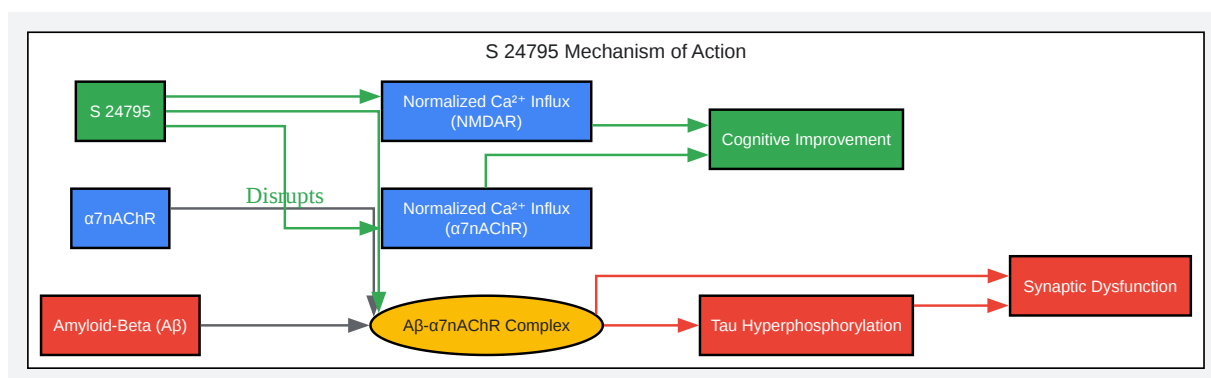 S 24795 Mechanism of Action
S 24795
Normalized Ca²⁺ Influx
(NMDAR)
Cognitive Improvement
Disrupts
α7nAChR
Normalized Ca²⁺ Influx
(α7nAChR)
Synaptic Dysfunction
Amyloid-Beta (Aβ)
Aβ-α7nAChR Complex
Tau Hyperphosphorylation